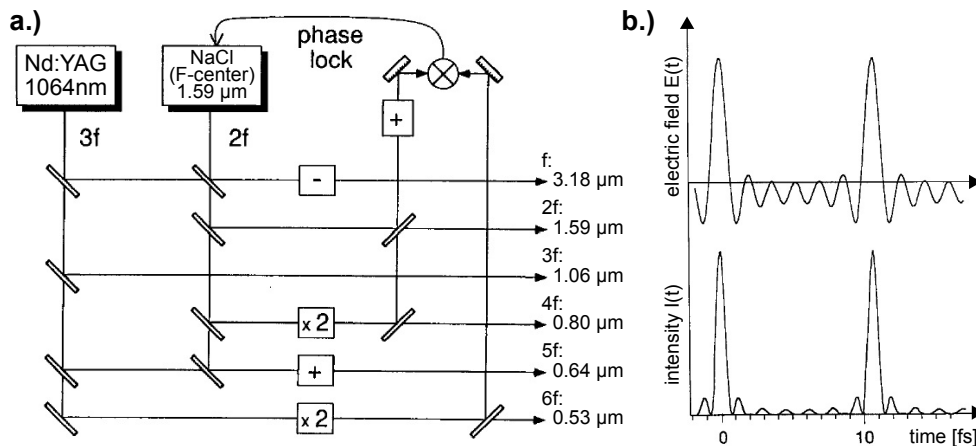 a.)
Nd:YAG
1064nm
NaCl
(F-center)
1.59 µm
phase
lock
3f
2f
+
-
x 2
+
x 2
f:
3.18 µm
2f:
1.59 µm
3f:
1.06 µm
4f:
0.80 µm
5f:
0.64 µm
6f:
0.53 µm
b.)
electric field E(t)
intensity I(t)
0
10
time [fs]